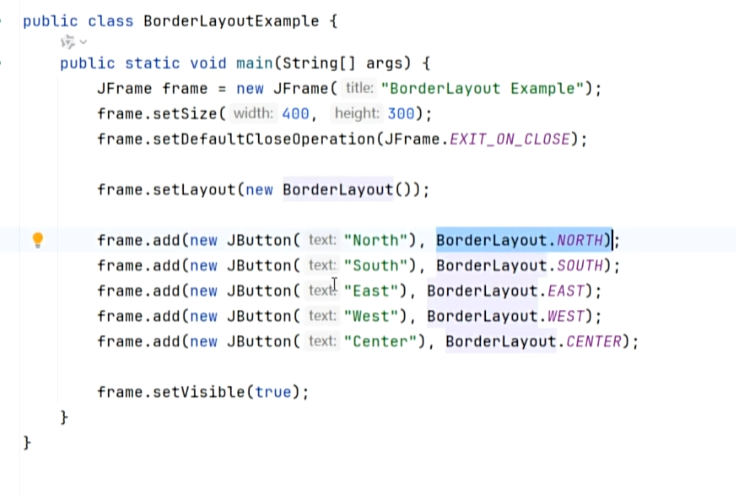 public class BorderLayoutExample {
public static void main(String[] args) {
JFrame frame = new JFrame( title: "BorderLayout Example");
frame.setSize( width: 400, height: 300);
frame.setDefaultCloseOperation(JFrame.EXIT_ON_CLOSE);
frame.setLayout(new BorderLayout());
frame.add(new JButton( text: "North"), BorderLayout.NORTH);
frame.add(new JButton( text: "South"), BorderLayout.SOUTH);
frame.add(new JButton( text: "East"), BorderLayout.EAST);
frame.add(new JButton( text: "West"), BorderLayout.WEST);
frame.add(new JButton( text: "Center"), BorderLayout.CENTER);
frame.setVisible(true);
}
}